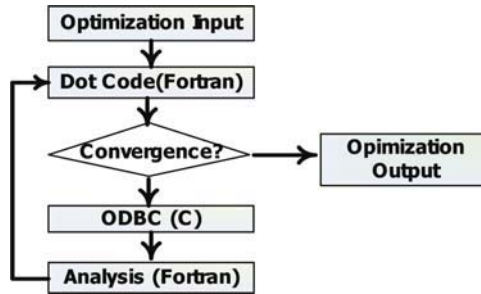 Optimization Input
Dot Code(Fortran)
Convergence?
Opimization
Output
ODBC (C)
Analysis (Fortran)